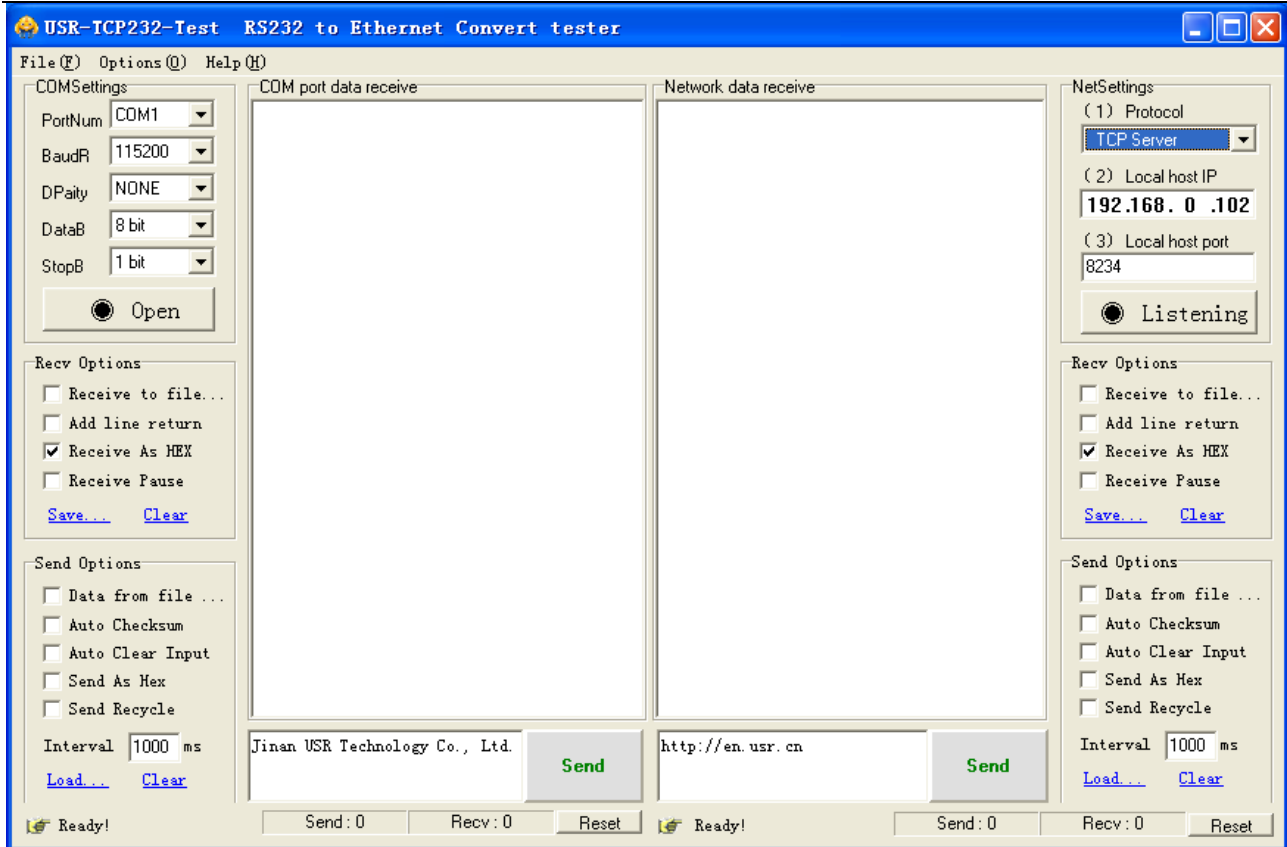 USR-TCP232-Test RS232 to Ethernet Convert tester
File(F) Options(O) Help(H)
COMSettings
PortNum COM1
BaudR 115200
DPaity NONE
DataB 8 bit
StopB 1 bit
Open
Recv Options
Receive to file...
Add line return
Receive As HEX
Receive Pause
Save... Clear
Send Options
Data from file ...
Auto Checksum
Auto Clear Input
Send As Hex
Send Recycle
Interval 1000 ms
Load... Clear
COM port data receive
Jinan USR Technology Co., Ltd.
Send
Network data receive
http://en.usr.cn
Send
NetSettings
(1) Protocol
TCP Server
(2) Local host IP
192.168. 0 .102
(3) Local host port
8234
Listening
Recv Options
Receive to file...
Add line return
Receive As HEX
Receive Pause
Save... Clear
Send Options
Data from file ...
Auto Checksum
Auto Clear Input
Send As Hex
Send Recycle
Interval 1000 ms
Load... Clear
Ready! Send : 0 Recv : 0 Reset
Ready! Send : 0 Recv : 0 Reset